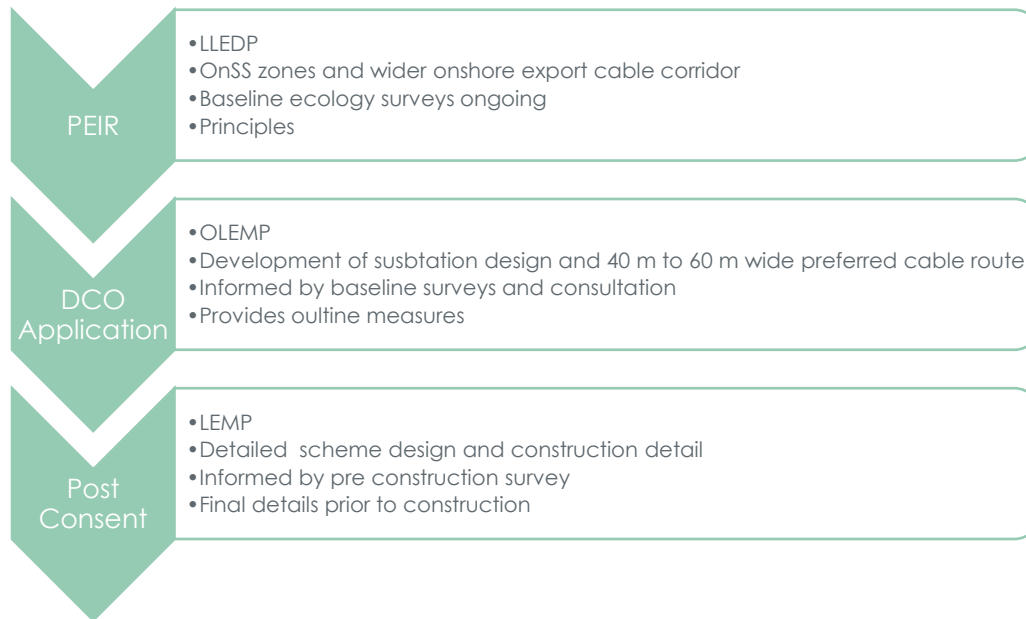 PEIR
•LLEDP
•OnSS zones and wider onshore export cable corridor
•Baseline ecology surveys ongoing
•Principles
DCO
Application
•OLEMP
•Development of susbtation design and 40 m to 60 m wide preferred cable route
•Informed by baseline surveys and consultation
•Provides oultine measures
Post
Consent
•LEMP
•Detailed scheme design and construction detail
•Informed by pre construction survey
•Final details prior to construction